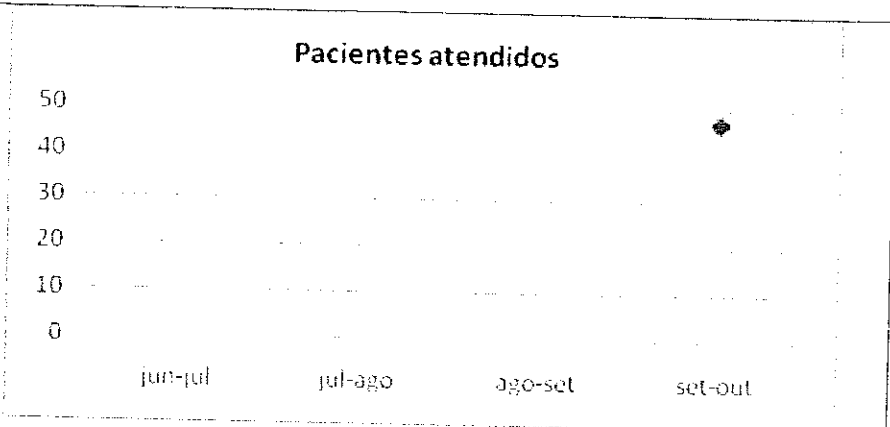 Pacientes atendidos
50
40
30
20
10
0
jun-jul
jul-ago
ago-set
set-out